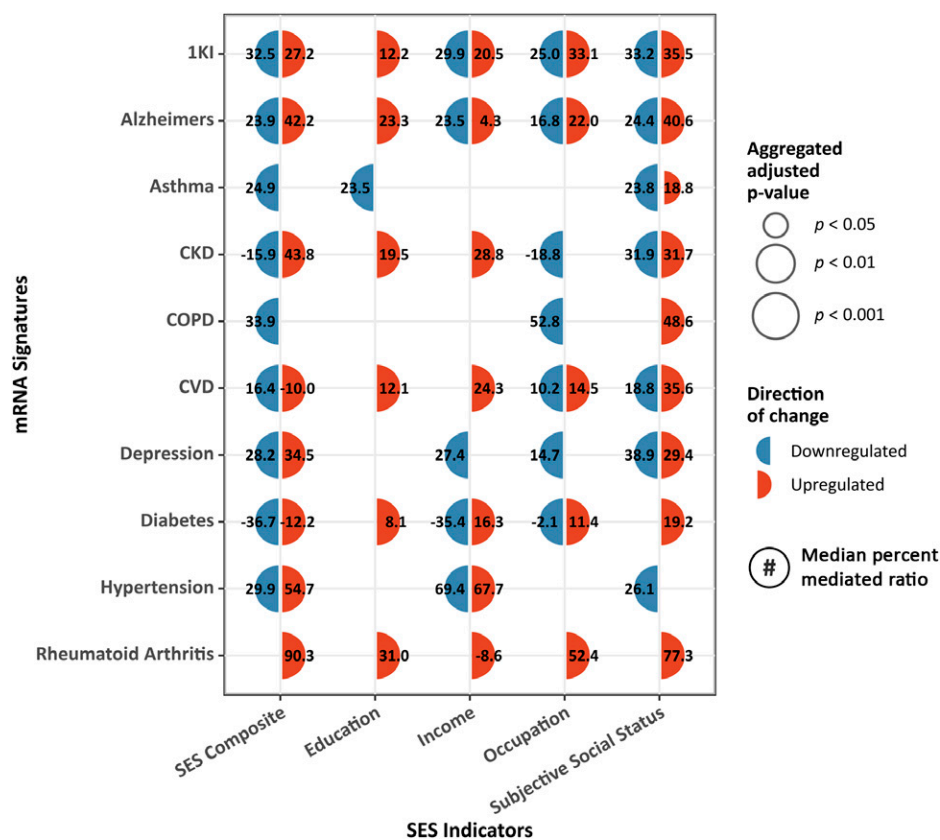 1KI 32.5 27.2 12.2 29.9 20.5 25.0 33.1 33.2 35.5
Alzheimers 23.9 42.2 23.3 23.5 4.3 16.8 22.0 24.4 40.6
Asthma 24.9 23.5 23.8 18.8
CKD -15.9 43.8 19.5 28.8 -18.8 31.9 31.7
COPD 33.9 52.8 48.6
CVD 16.4 -10.0 12.1 24.3 10.2 14.5 18.8 35.6
Depression 28.2 34.5 27.4 14.7 38.9 29.4
Diabetes -36.7 -12.2 8.1 -35.4 16.3 -2.1 11.4 19.2
Hypertension 29.9 54.7 69.4 67.7 26.1
Rheumatoid Arthritis 90.3 31.0 -8.6 52.4 77.3
mRNA Signatures
SES Composite
Education
Income
Occupation
Subjective Social Status
SES Indicators
Aggregated
adjusted
p-value
p < 0.05
p < 0.01
p < 0.001
Direction
of change
Downregulated
Upregulated
# Median percent
mediated ratio